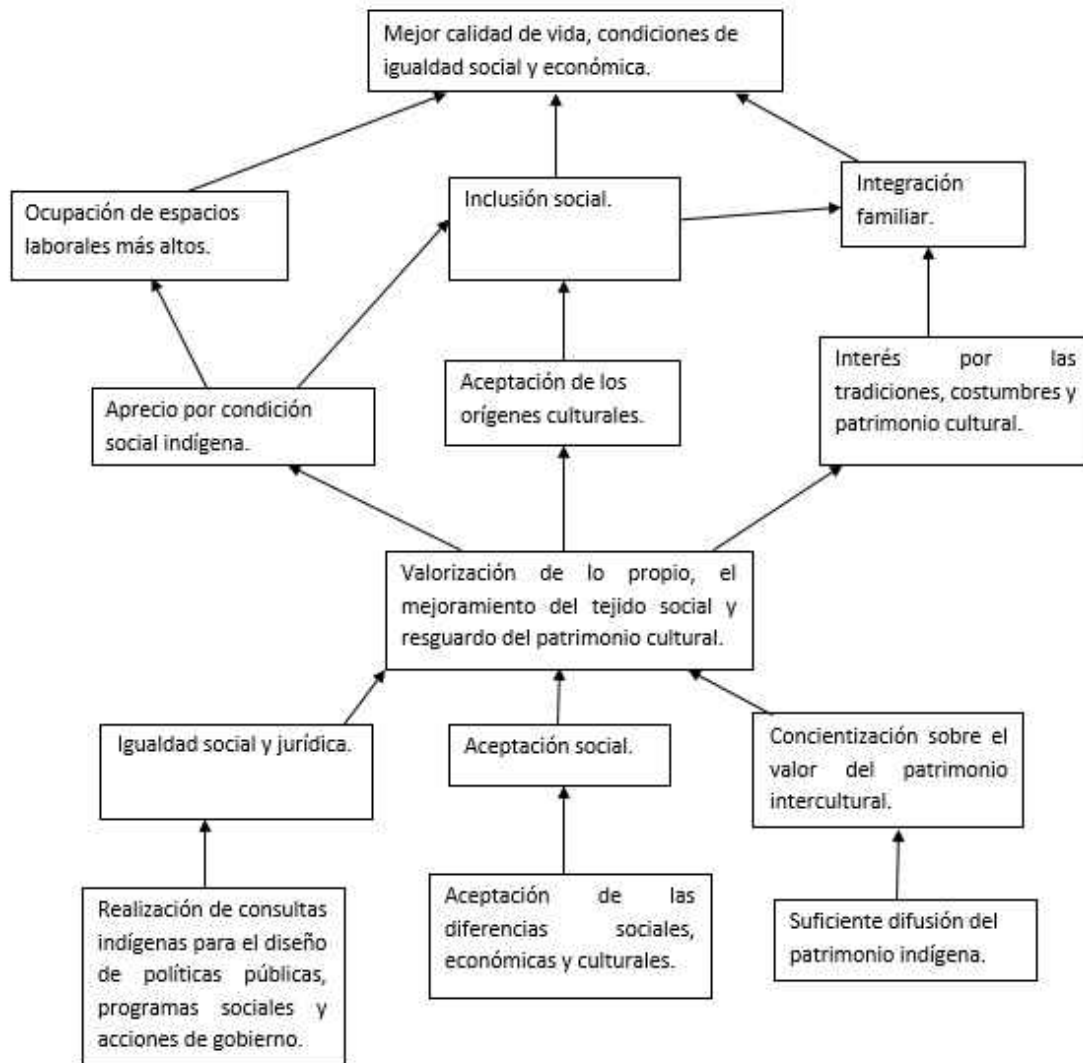 Mejor calidad de vida, condiciones de
igualdad social y económica.
Ocupación de espacios
laborales más altos.
Inclusión social.
Integración
familiar.
Aprecio por condición
social indígena.
Aceptación de los
orígenes culturales.
Interés por las
tradiciones, costumbres y
patrimonio cultural.
Valorización de lo propio, el
mejoramiento del tejido social y
resguardo del patrimonio cultural.
Igualdad social y jurídica.
Aceptación social.
Concientización sobre el
valor del patrimonio
intercultural.
Realización de consultas
indígenas para el diseño
de políticas públicas,
programas sociales y
acciones de gobierno.
Aceptación de las
diferencias sociales,
económicas y culturales.
Suficiente difusión del
patrimonio indígena.